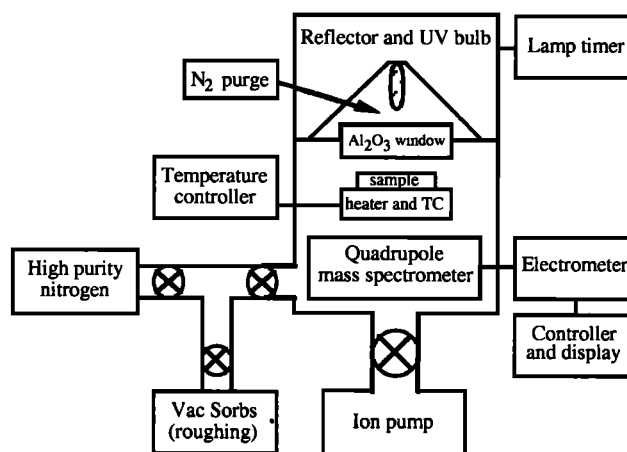 Reflector and UV bulb
Lamp timer
N2 purge
Al2O3 window
Temperature
controller
sample
heater and TC
High purity
nitrogen
Quadrupole
mass spectrometer
Electrometer
Controller
and display
Vac Sorbs
(roughing)
Ion pump